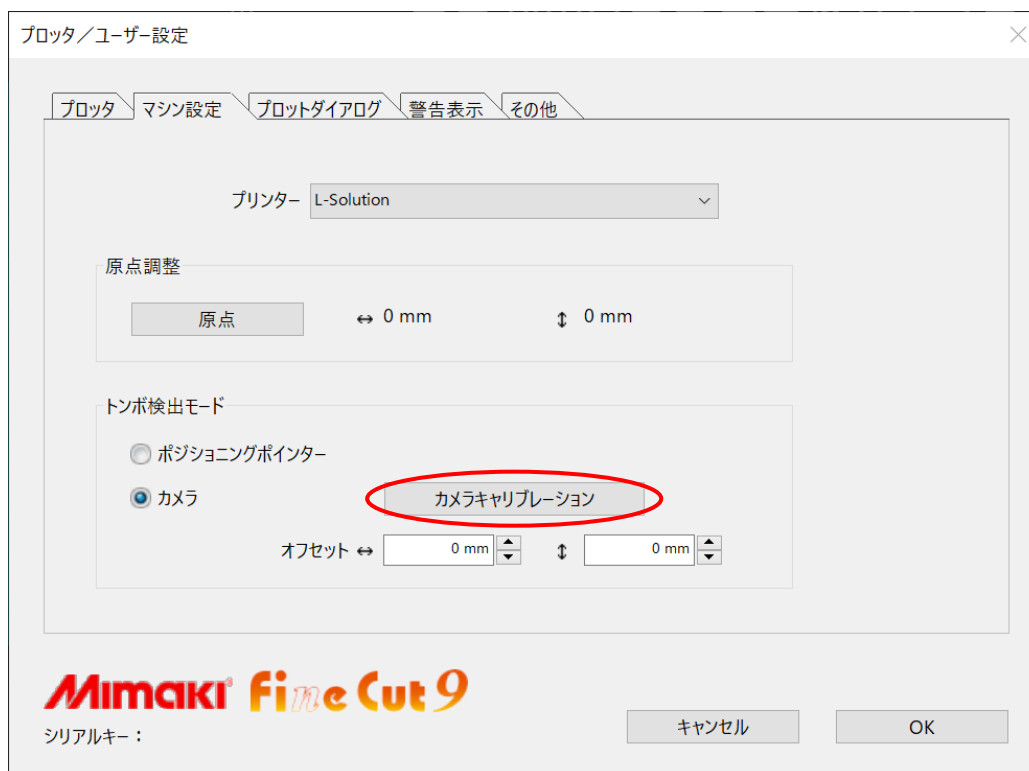 プロッタ／ユーザー設定
プロッタ マシン設定 プロットダイアログ 警告表示 その他
プリンター L-Solution
原点調整
原点 ↔ 0 mm ↕ 0 mm
トンボ検出モード
ポジショニングポインター
カメラ カメラキャリブレーション
オフセット ↔ 0 mm ↕ 0 mm
Mimaki Fine Cut 9
シリアルキー：
キャンセル OK